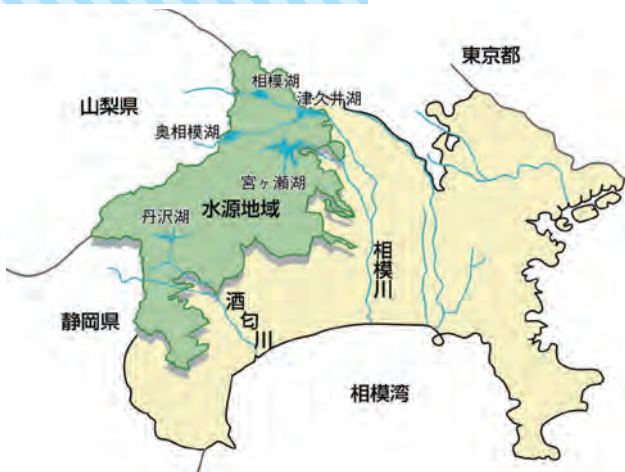 東京都
相模湖
山梨県
津久井湖
奥相模湖
宮ヶ瀬湖
水源地域
丹沢湖
相模川
酒匂川
静岡県
相模湾